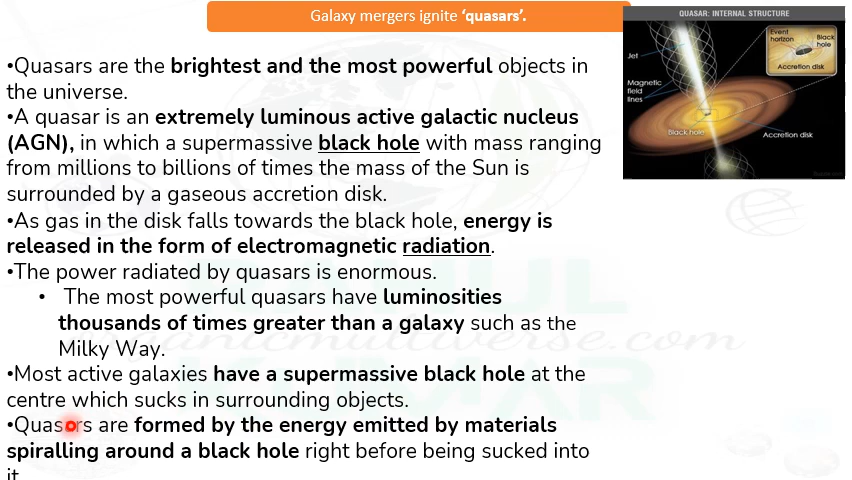 Galaxy mergers ignite ‘quasars’.
QUASAR: INTERNAL STRUCTURE
Event
horizon
Black
hole
Accretion disk
Jet
Magnetic
field
lines
Black hole
Accretion disk
•Quasars are the brightest and the most powerful objects in
the universe.
•A quasar is an extremely luminous active galactic nucleus
(AGN), in which a supermassive black hole with mass ranging
from millions to billions of times the mass of the Sun is
surrounded by a gaseous accretion disk.
•As gas in the disk falls towards the black hole, energy is
released in the form of electromagnetic radiation.
•The power radiated by quasars is enormous.
• The most powerful quasars have luminosities
thousands of times greater than a galaxy such as the
Milky Way.
•Most active galaxies have a supermassive black hole at the
centre which sucks in surrounding objects.
•Quasars are formed by the energy emitted by materials
spiralling around a black hole right before being sucked into
it